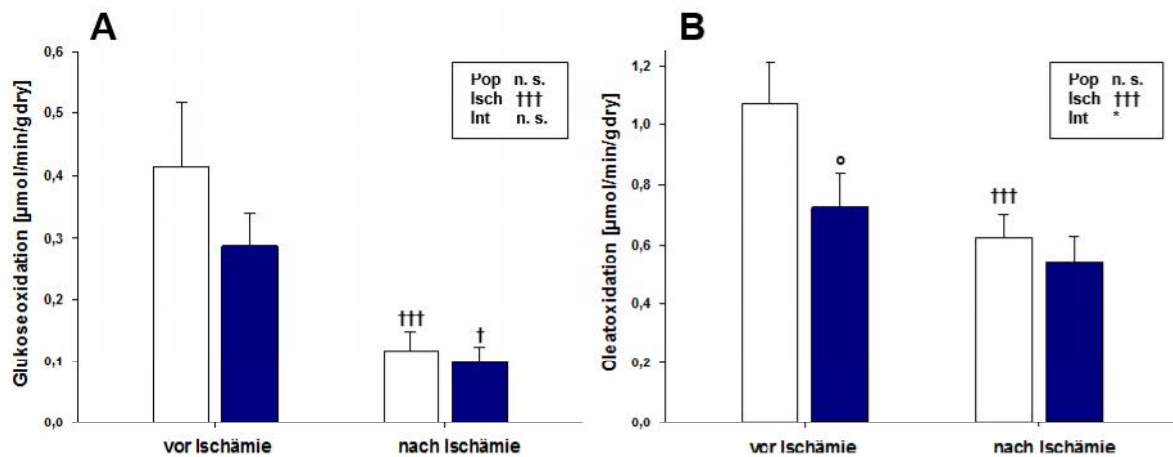 A
Glukoseoxidation [µmol/min/gdry]
0,6
0,5
0,4
0,3
0,2
0,1
0,0
Pop n. s.
Isch †††
Int n. s.
†††
†
vor Ischämie nach Ischämie
B
Cleatoxidation [µmol/min/gdry]
1,2
1,0
0,8
0,6
0,4
0,2
0,0
Pop n. s.
Isch †††
Int *
°
†††
vor Ischämie nach Ischämie